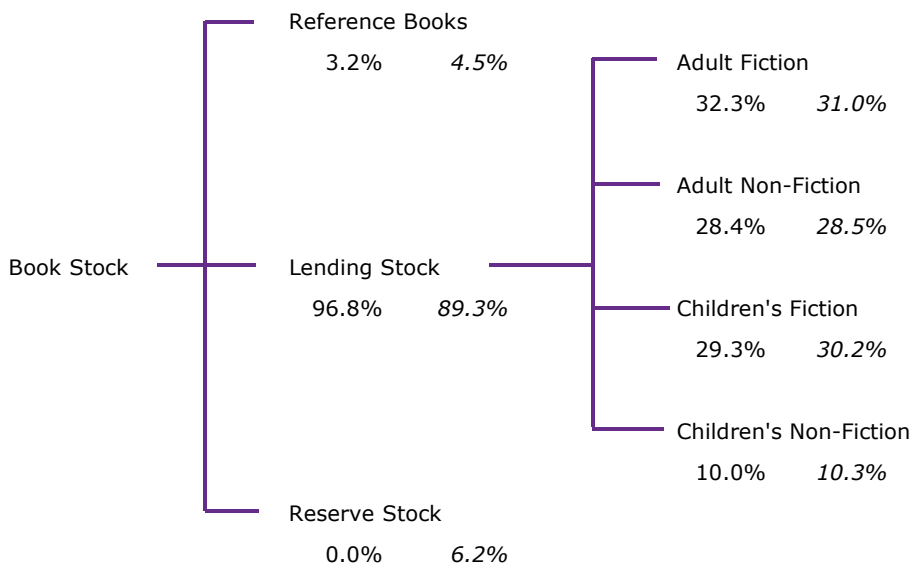 Reference Books
3.2% 4.5%
Adult Fiction
32.3% 31.0%
Adult Non-Fiction
28.4% 28.5%
Book Stock
Lending Stock
96.8% 89.3%
Children's Fiction
29.3% 30.2%
Children's Non-Fiction
10.0% 10.3%
Reserve Stock
0.0% 6.2%